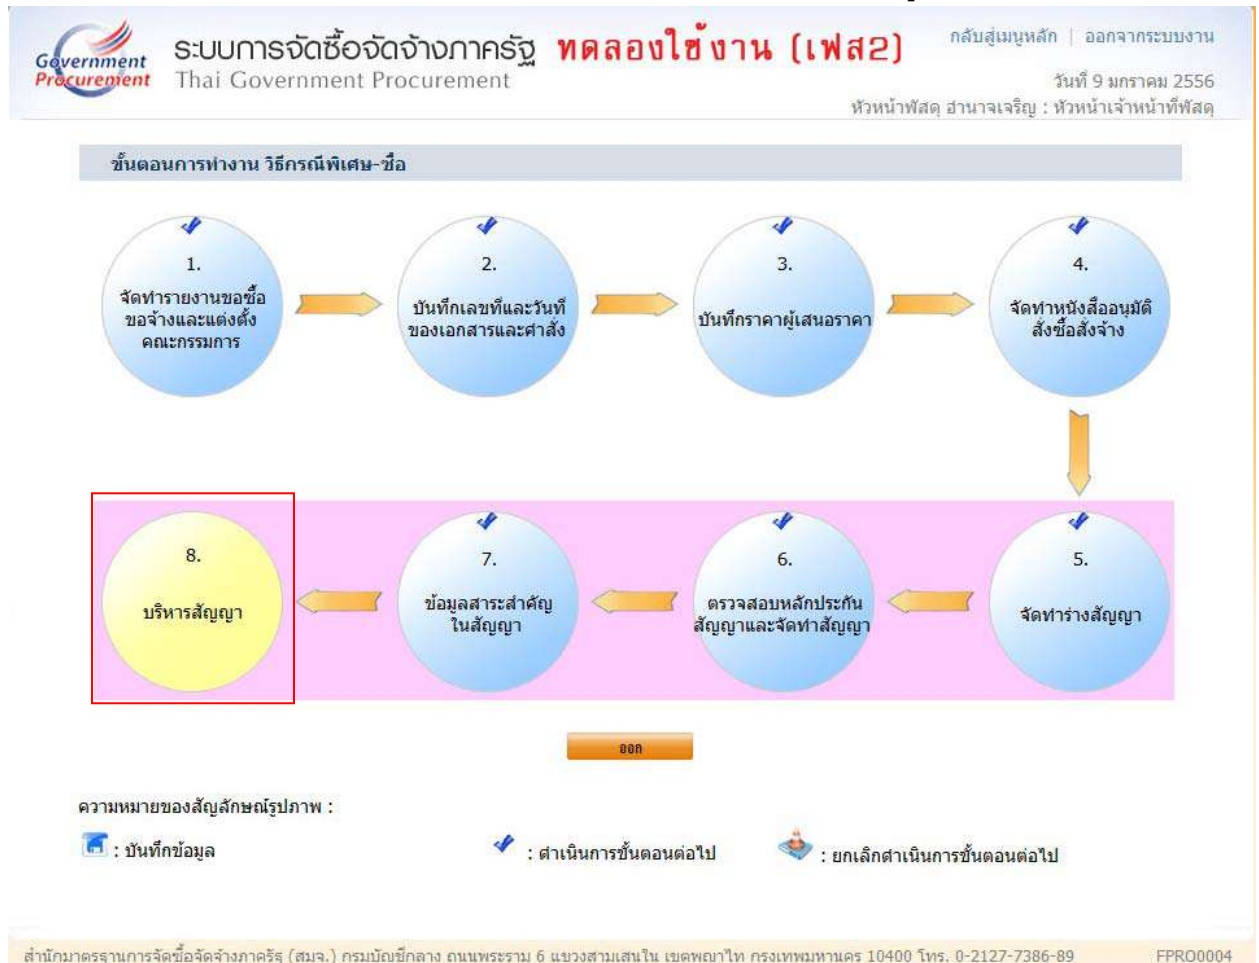 Government
Procurement
ระบบการจัดซื้อจัดจ้างภาครัฐ
Thai Government Procurement
ทดลองใช้งาน (เฟส2)
กลับสู่เมนูหลัก | ออกจากระบบงาน
วันที่ 9 มกราคม 2556
หัวหน้าพัสดุ อำนาจเจริญ : หัวหน้าเจ้าหน้าที่พัสดุ
ขั้นตอนการทำงาน วิธีกรณีพิเศษ-ซื้อ
1.
จัดทำรายงานขอซื้อ
ขอจ้างและแต่งตั้ง
คณะกรรมการ
2.
บันทึกเลขที่และวันที่
ของเอกสารและคำสั่ง
3.
บันทึกราคาผู้เสนอราคา
4.
จัดทำหนังสืออนุมัติ
สั่งซื้อสั่งจ้าง
8.
บริหารสัญญา
7.
ข้อมูลสาระสำคัญ
ในสัญญา
6.
ตรวจสอบหลักประกัน
สัญญาและจัดทำสัญญา
5.
จัดทำร่างสัญญา
ออก
ความหมายของสัญลักษณ์รูปภาพ :
: บันทึกข้อมูล
: ดำเนินการขั้นตอนต่อไป
: ยกเลิกดำเนินการขั้นตอนต่อไป
สำนักมาตรฐานการจัดซื้อจัดจ้างภาครัฐ (สมจ.) กรมบัญชีกลาง ถนนพระราม 6 แขวงสามเสนใน เขตพญาไท กรุงเทพมหานคร 10400 โทร. 0-2127-7386-89
FPRO0004